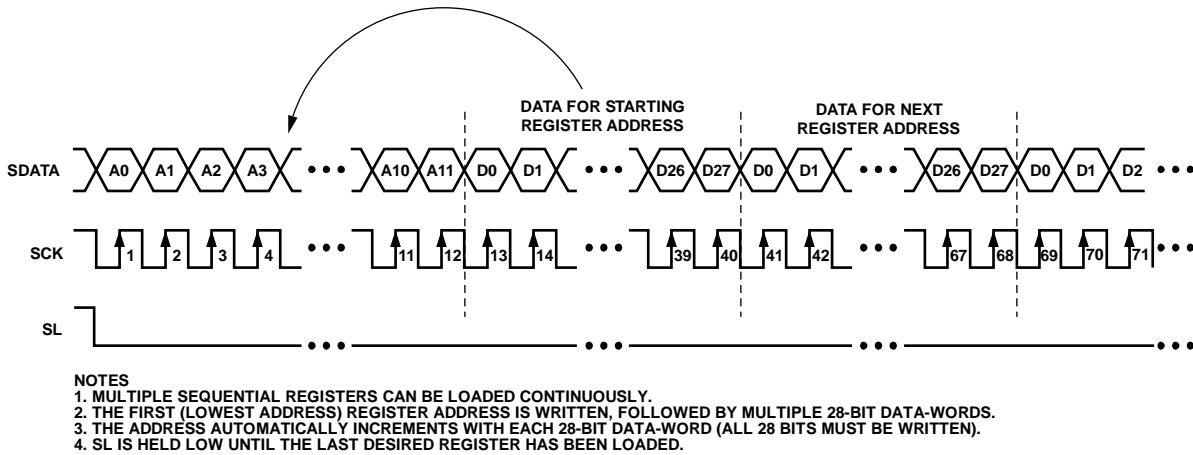 DATA FOR STARTING
REGISTER ADDRESS
DATA FOR NEXT
REGISTER ADDRESS
SDATA A0 A1 A2 A3 ••• A10 A11 D0 D1 ••• D26 D27 D0 D1 ••• D26 D27 D0 D1 D2 •••
SCK 1 2 3 4 ••• 11 12 13 14 ••• 39 40 41 42 ••• 67 68 69 70 71 •••
SL ••• ••• ••• •••
NOTES
1. MULTIPLE SEQUENTIAL REGISTERS CAN BE LOADED CONTINUOUSLY.
2. THE FIRST (LOWEST ADDRESS) REGISTER ADDRESS IS WRITTEN, FOLLOWED BY MULTIPLE 28-BIT DATA-WORDS.
3. THE ADDRESS AUTOMATICALLY INCREMENTS WITH EACH 28-BIT DATA-WORD (ALL 28 BITS MUST BE WRITTEN).
4. SL IS HELD LOW UNTIL THE LAST DESIRED REGISTER HAS BEEN LOADED.